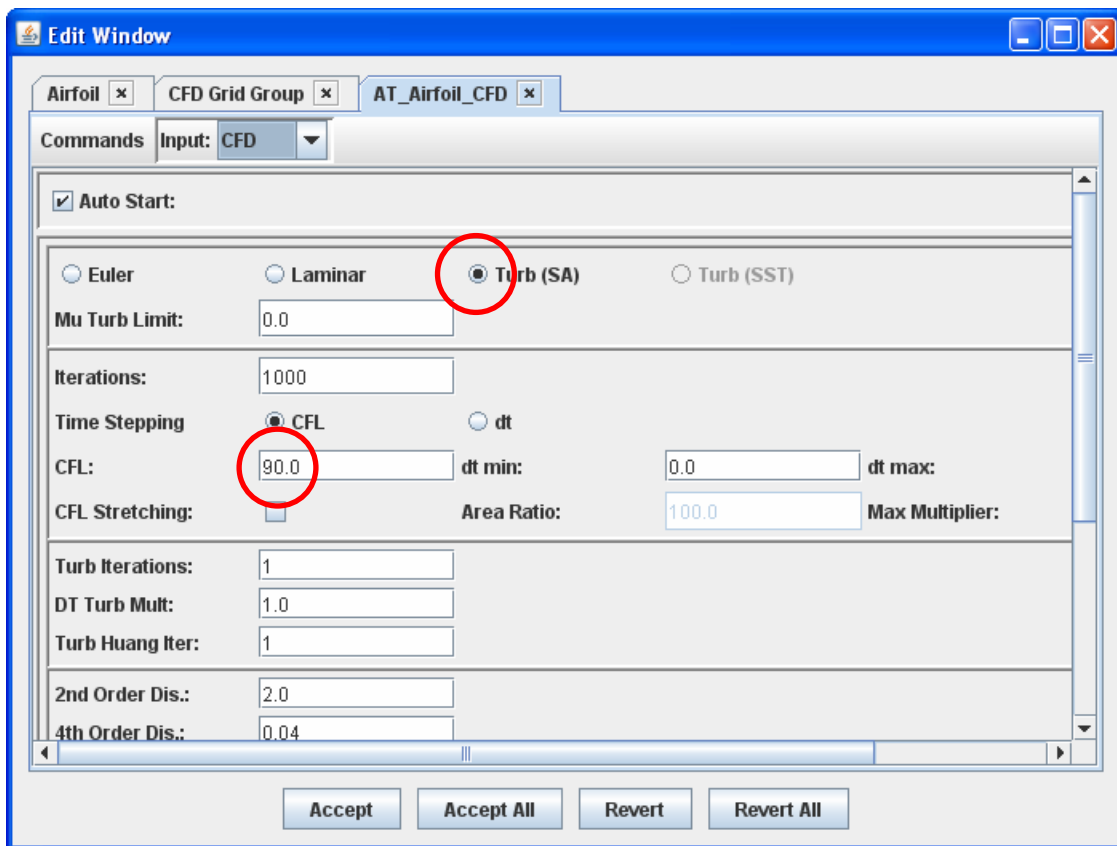 Edit Window
Airfoil CFD Grid Group AT_Airfoil_CFD
Commands Input: CFD
Auto Start:
Euler Laminar Turb (SA) Turb (SST)
Mu Turb Limit: 0.0
Iterations: 1000
Time Stepping CFL dt
CFL: 90.0 dt min: 0.0 dt max:
CFL Stretching: Area Ratio: 100.0 Max Multiplier:
Turb Iterations: 1
DT Turb Mult: 1.0
Turb Huang Iter: 1
2nd Order Dis.: 2.0
4th Order Dis.: 0.04
Accept Accept All Revert Revert All